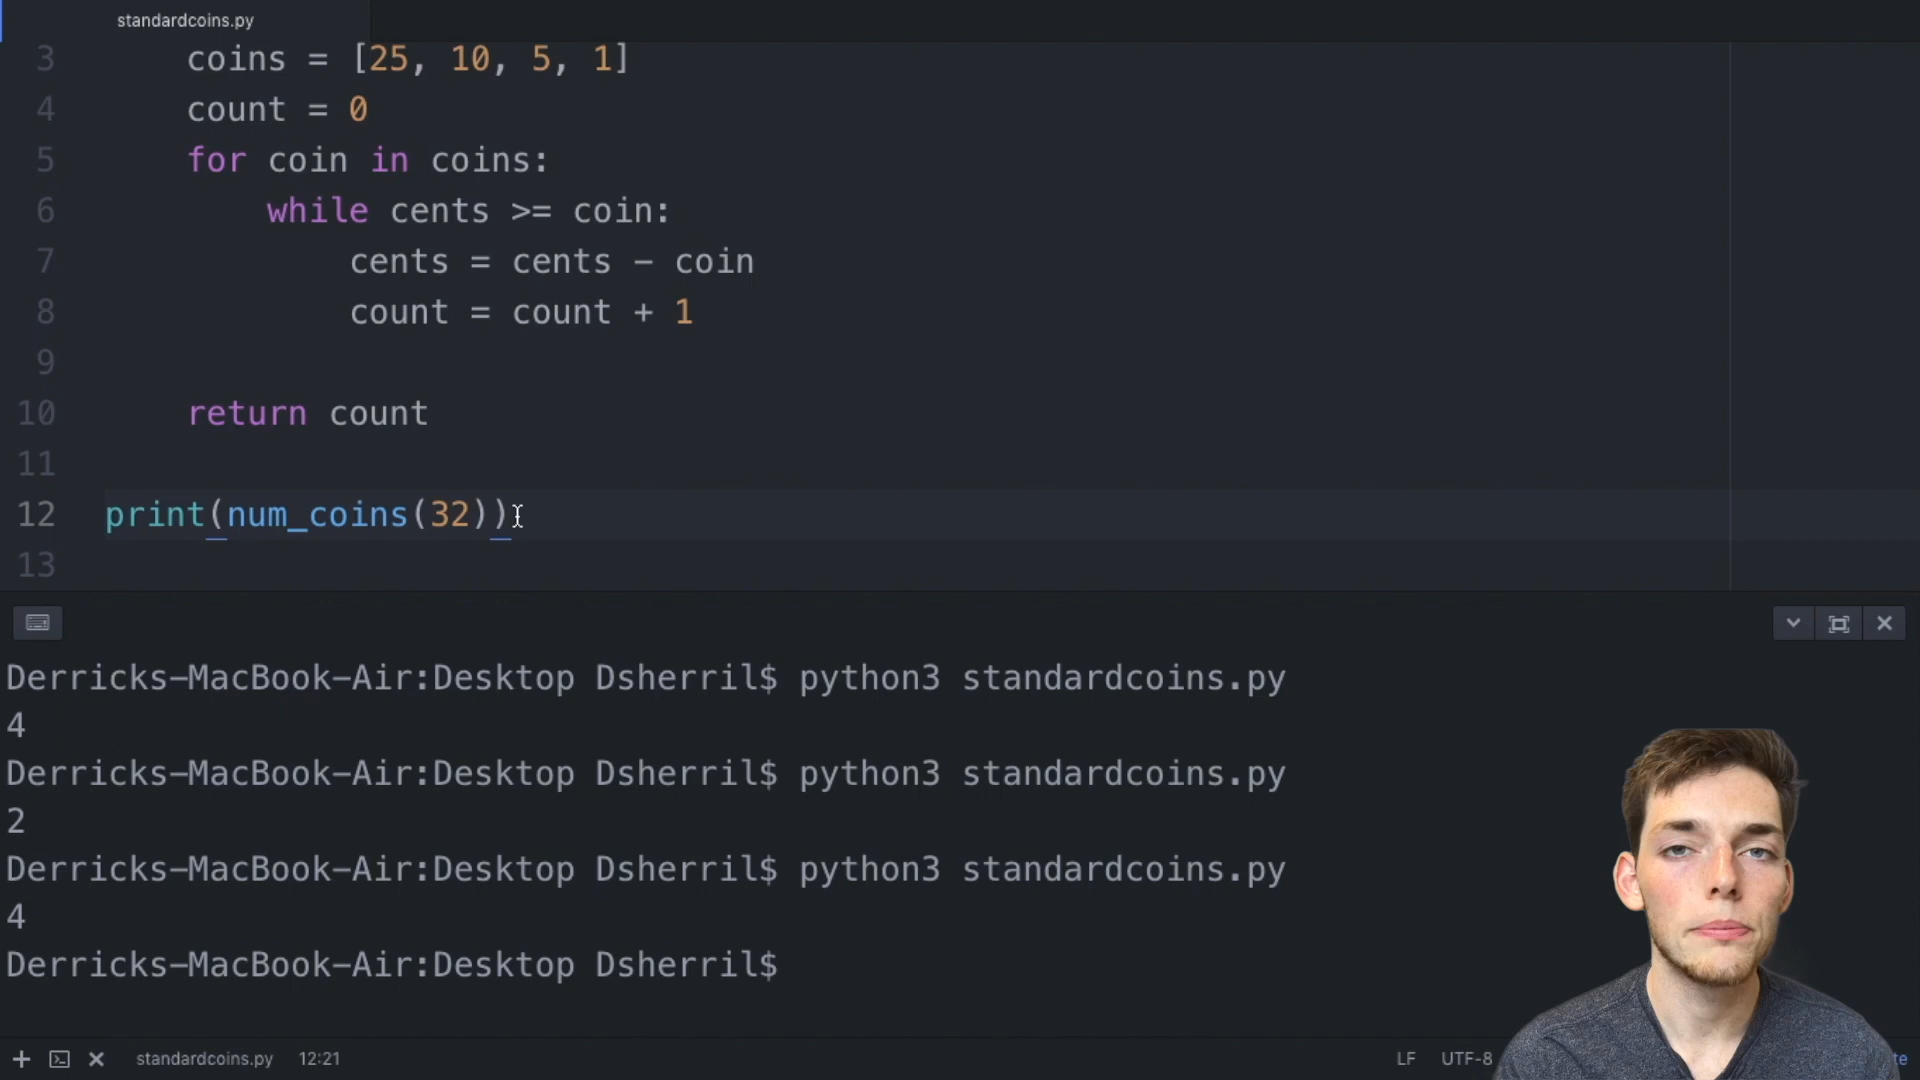 standardcoins.py
3 coins = [25, 10, 5, 1]
4 count = 0
5 for coin in coins:
6 while cents >= coin:
7 cents = cents - coin
8 count = count + 1
9
10 return count
11
12 print(num_coins(32))
13
Derricks-MacBook-Air:Desktop Dsherril$ python3 standardcoins.py
4
Derricks-MacBook-Air:Desktop Dsherril$ python3 standardcoins.py
2
Derricks-MacBook-Air:Desktop Dsherril$ python3 standardcoins.py
4
Derricks-MacBook-Air:Desktop Dsherril$
standardcoins.py 12:21 LF UTF-8